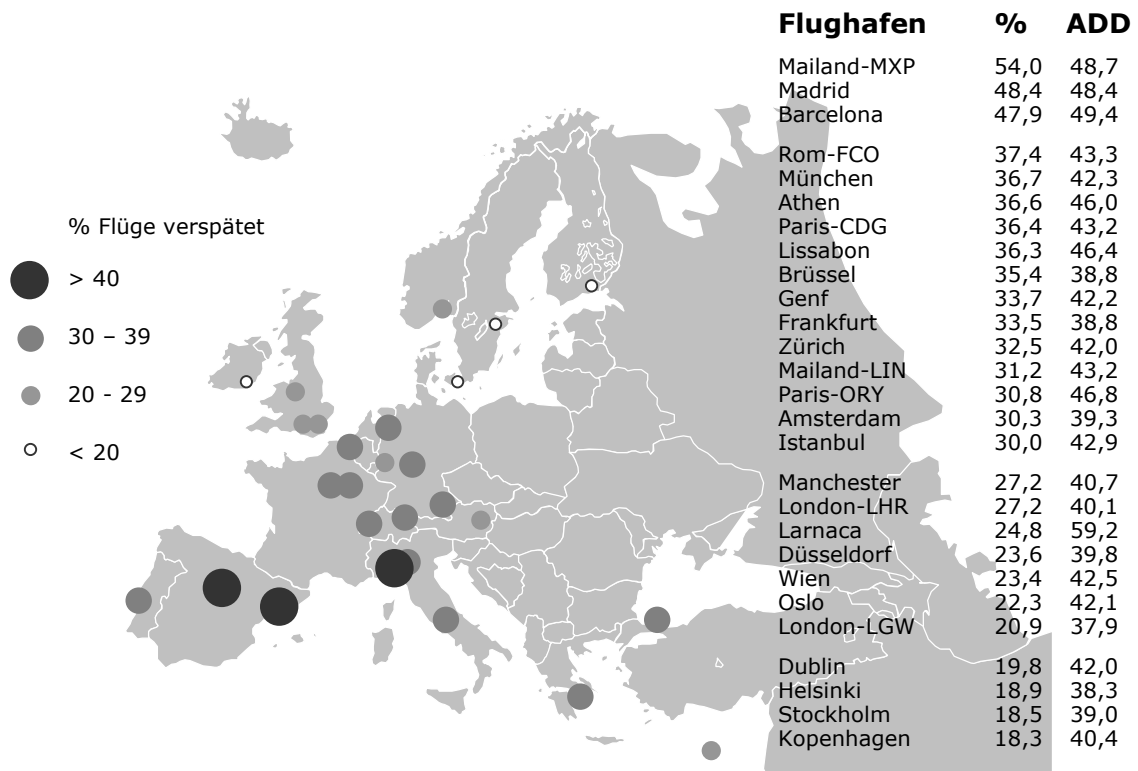 Flughafen % ADD
Mailand-MXP 54,0 48,7
Madrid 48,4 48,4
Barcelona 47,9 49,4
Rom-FCO 37,4 43,3
München 36,7 42,3
Athen 36,6 46,0
Paris-CDG 36,4 43,2
Lissabon 36,3 46,4
Brüssel 35,4 38,8
Genf 33,7 42,2
Frankfurt 33,5 38,8
Zürich 32,5 42,0
Mailand-LIN 31,2 43,2
Paris-ORY 30,8 46,8
Amsterdam 30,3 39,3
Istanbul 30,0 42,9
Manchester 27,2 40,7
London-LHR 27,2 40,1
Larnaca 24,8 59,2
Düsseldorf 23,6 39,8
Wien 23,4 42,5
Oslo 22,3 42,1
London-LGW 20,9 37,9
Dublin 19,8 42,0
Helsinki 18,9 38,3
Stockholm 18,5 39,0
Kopenhagen 18,3 40,4
% Flüge verspätet
> 40
30 – 39
20 - 29
< 20